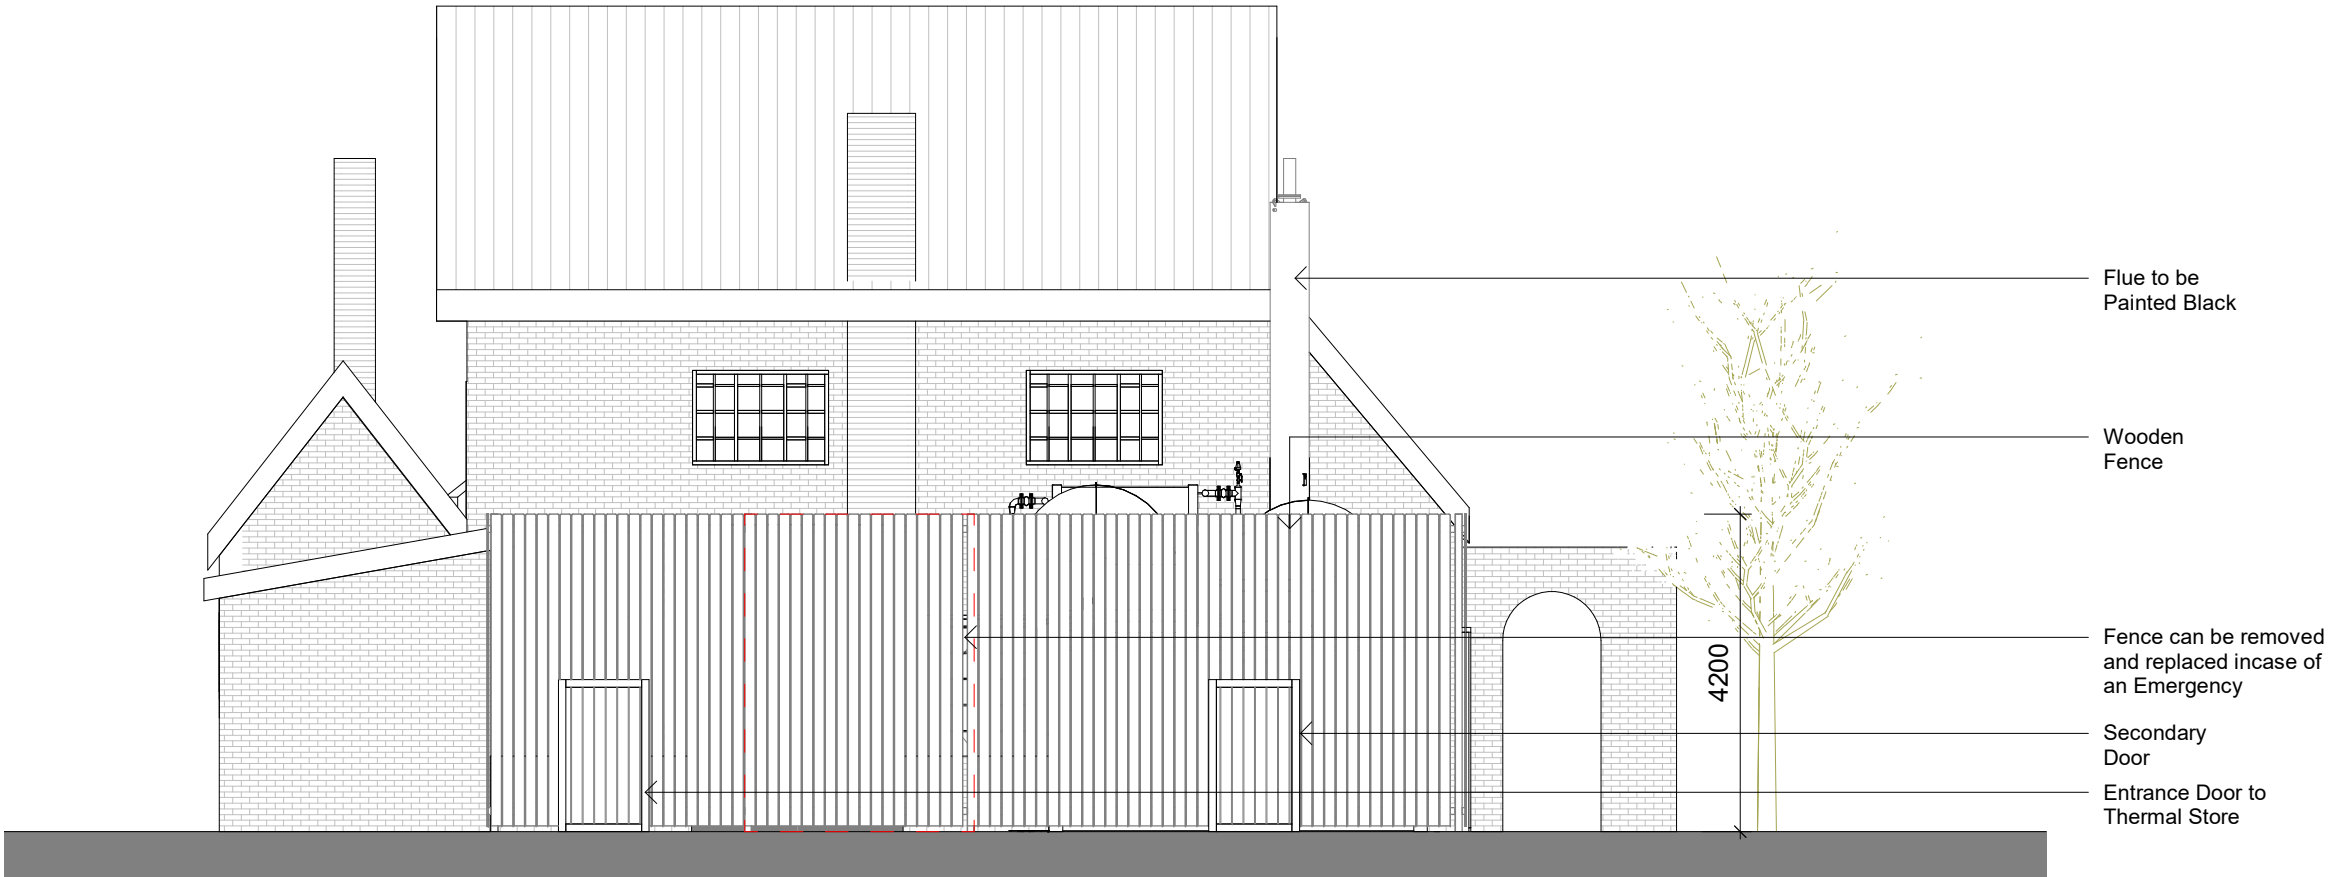 Flue to be
Painted Black
Wooden
Fence
Fence can be removed
and replaced incase of
an Emergency
4200
Secondary
Door
Entrance Door to
Thermal Store